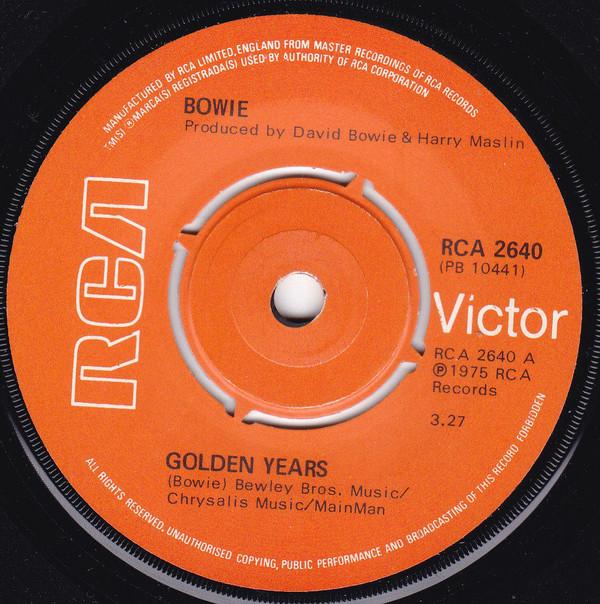 MANUFACTURED BY RCA LIMITED, ENGLAND FROM MASTER RECORDINGS OF RCA RECORDS
TM(S) ® MARCA(S) REGISTRADA(S) USED BY AUTHORITY OF RCA CORPORATION
BOWIE
Produced by David Bowie & Harry Maslin
RCA
RCA 2640
(PB 10441)
Victor
RCA 2640 A
℗ 1975 RCA
Records
3.27
GOLDEN YEARS
(Bowie) Bewley Bros. Music/
Chrysalis Music/MainMan
ALL RIGHTS RESERVED. UNAUTHORISED COPYING, PUBLIC PERFORMANCE AND BROADCASTING OF THIS RECORD FORBIDDEN